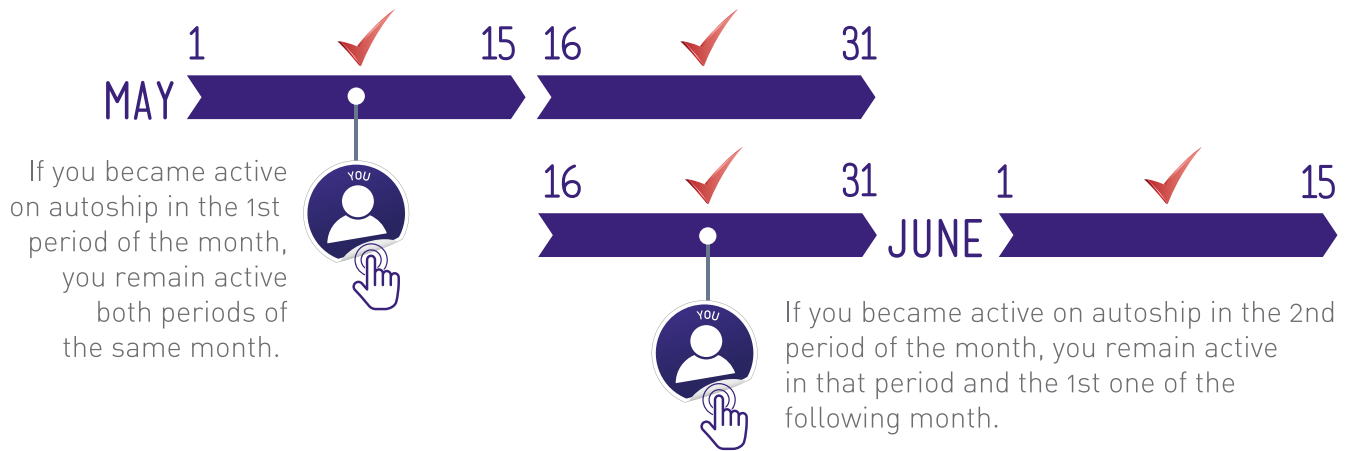 1 15 16 31
MAY
If you became active
on autoship in the 1st
period of the month,
you remain active
both periods of
the same month.
YOU
16 31 1 15
JUNE
YOU
If you became active on autoship in the 2nd
period of the month, you remain active
in that period and the 1st one of the
following month.